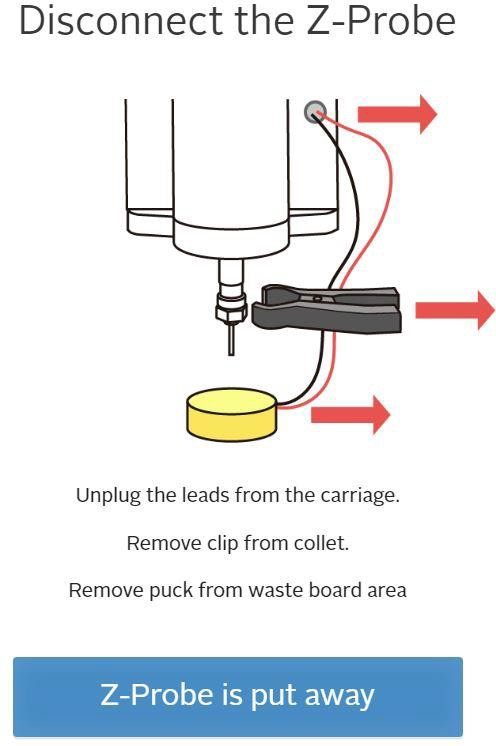 Disconnect the Z-Probe
Unplug the leads from the carriage.
Remove clip from collet.
Remove puck from waste board area
Z-Probe is put away